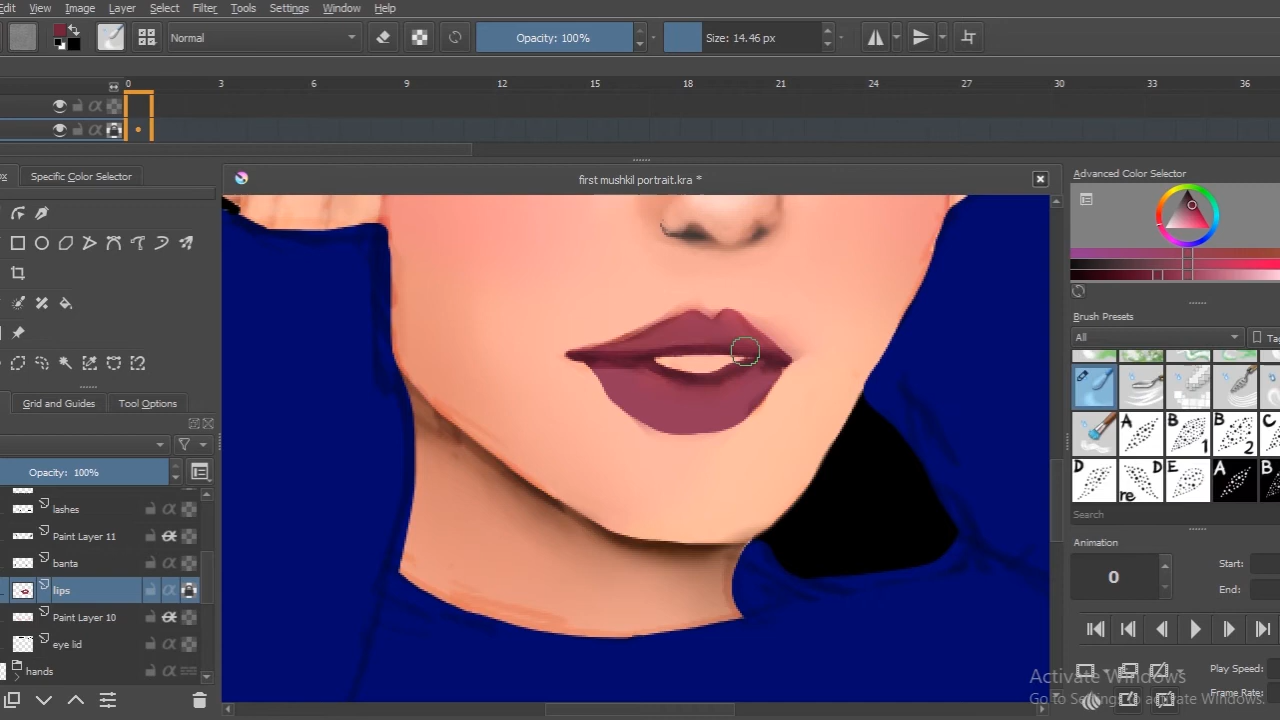 Edit View Image Layer Select Filter Tools Settings Window Help
Normal Opacity: 100% Size: 14.46 px
0 3 6 9 12 15 18 21 24 27 30 33 36
Specific Color Selector
first mushkil portrait.kra *
Advanced Color Selector
Brush Presets
All
A B 1 B 2 C
D D re E A B
Search
Grid and Guides Tool Options
Opacity: 100%
lashes
Paint Layer 11
banta
lips
Paint Layer 10
eye lid
hands
Animation
0
Start:
End:
Play Speed:
Frame Rate:
Activate Windows
Go to Settings to activate Windows.